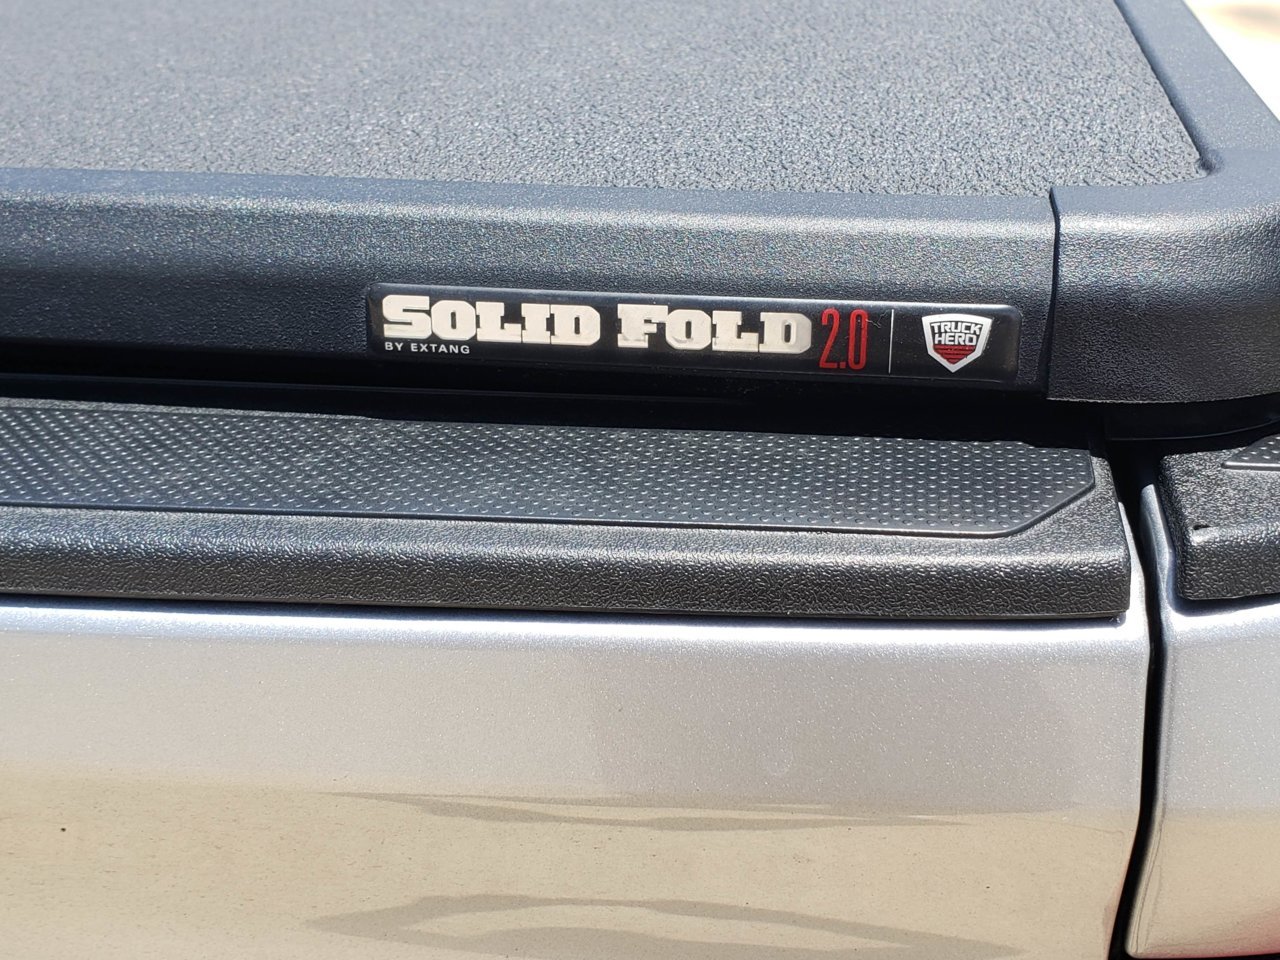 SOLID FOLD 2.0
BY EXTANG
TRUCK
HERO